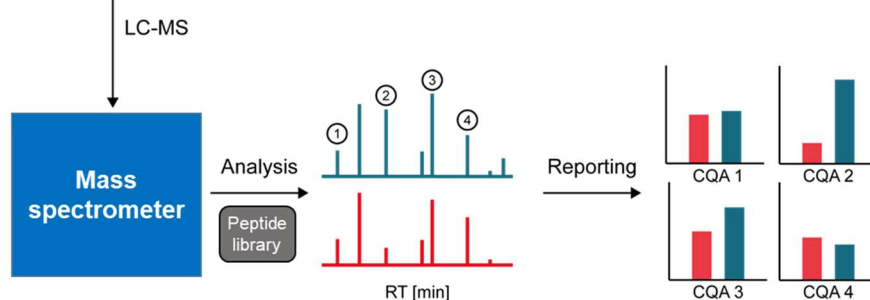 LC-MS
Mass
spectrometer
Analysis
Peptide
library
1
2
3
4
RT [min]
Reporting
CQA 1
CQA 2
CQA 3
CQA 4